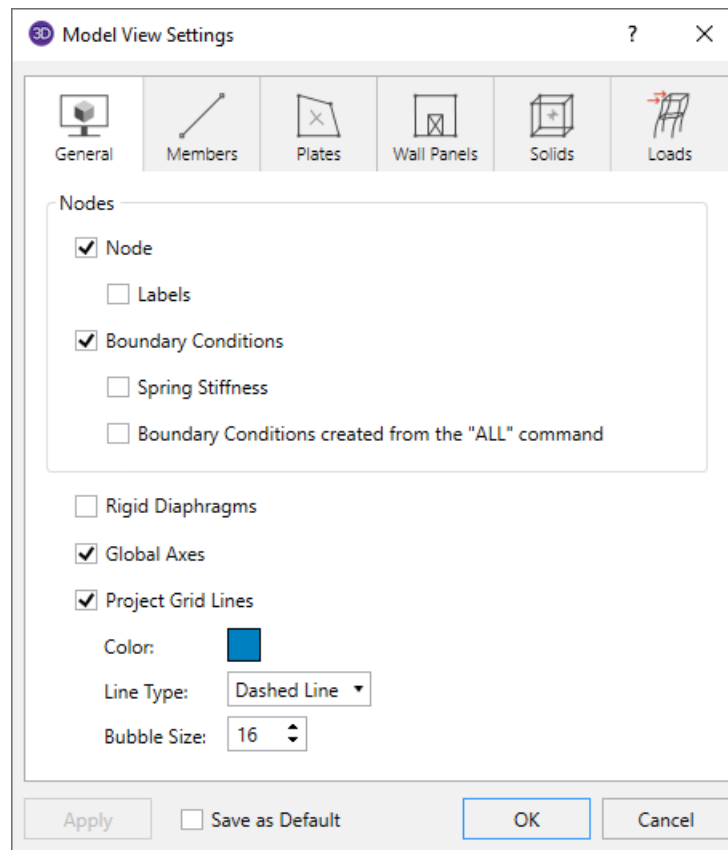 3D Model View Settings ?
General Members Plates Wall Panels Solids Loads
Nodes
Node
Labels
Boundary Conditions
Spring Stiffness
Boundary Conditions created from the "ALL" command
Rigid Diaphragms
Global Axes
Project Grid Lines
Color:
Line Type: Dashed Line
Bubble Size: 16
Apply Save as Default OK Cancel